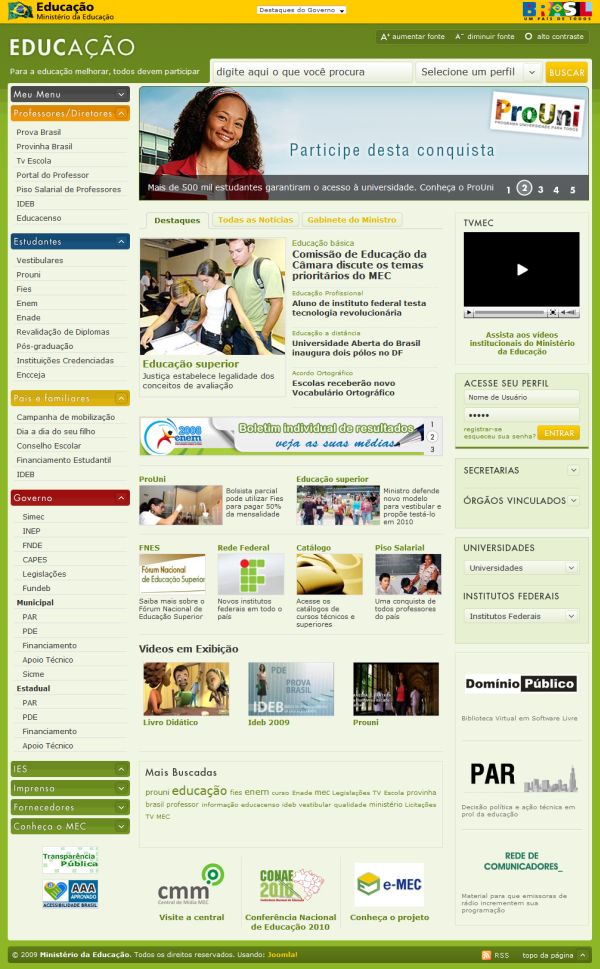 Educação
Ministério da Educação
Destaques do Governo
BRASIL
UM PAÍS DE TODOS
EDUCAÇÃO
Para a educação melhorar, todos devem participar
A+ aumentar fonte
A- diminuir fonte
alto contraste
digite aqui o que você procura
Selecione um perfil
BUSCAR
Meu Menu
Professores/Diretores
Prova Brasil
Provinha Brasil
Tv Escola
Portal do Professor
Piso Salarial de Professores
IDEB
Educacenso
Estudantes
Vestibulares
Prouni
Fies
Enem
Enade
Revalidação de Diplomas
Pós-graduação
Instituições Credenciadas
Encceja
Pais e familiares
Campanha de mobilização
Dia a dia do seu filho
Conselho Escolar
Financiamento Estudantil
IDEB
Governo
Simec
INEP
FNDE
CAPES
Legislações
Fundeb
Municipal
PAR
PDE
Financiamento
Apoio Técnico
Sicme
Estadual
PAR
PDE
Financiamento
Apoio Técnico
IES
Imprensa
Fornecedores
Conheça o MEC
Transparência
Pública
AAA
APROVADO
ACESSIBILIDADE BRASIL
ProUni
PROGRAMA UNIVERSIDADE PARA TODOS
Participe desta conquista
Mais de 500 mil estudantes garantiram o acesso à universidade. Conheça o ProUni
1 2 3 4 5
Destaques
Todas as Notícias
Gabinete do Ministro
Educação superior
Justiça estabelece legalidade dos
conceitos de avaliação
Educação básica
Comissão de Educação da
Câmara discute os temas
prioritários do MEC
Educação Profissional
Aluno de instituto federal testa
tecnologia revolucionária
Educação a distância
Universidade Aberta do Brasil
inaugura dois pólos no DF
Acordo Ortográfico
Escolas receberão novo
Vocabulário Ortográfico
2008
enem
Boletim individual de resultados
veja as suas médias
1
2
3
ProUni
Bolsista parcial
pode utilizar Fies
para pagar 50%
da mensalidade
Educação superior
Ministro defende
novo modelo
para vestibular e
propõe testá-lo
em 2010
FNES
Fórum Nacional
de Educação Superior
Saiba mais sobre o
Fórum Nacional de
Educação Superior
Rede Federal
Novos institutos
federais em todo o
país
Catálogo
Acesse os
catálogos de
cursos técnicos e
superiores
Piso Salarial
Uma conquista de
todos professores
do país
Videos em Exibição
Livro Didático
PDE
PROVA
BRASIL
IDEB
Ideb 2009
Prouni
Mais Buscadas
prouni educação fies enem curso Enade mec Legislações TV Escola provinha
brasil professor informação educacenso ideb vestibular qualidade ministério Licitações
TV MEC
cmm
Central de Mídia MEC
Visite a central
CONAE
2010
Conferência Nacional
de Educação 2010
e-MEC
Conheça o projeto
TVMEC
Assista aos vídeos
institucionais do Ministério
da Educação
ACESSE SEU PERFIL
Nome de Usuário
•••••
registrar-se
esqueceu sua senha?
ENTRAR
SECRETARIAS
ÓRGÃOS VINCULADOS
UNIVERSIDADES
Universidades
INSTITUTOS FEDERAIS
Institutos Federais
Domínio Público
Biblioteca Virtual em Software Livre
PAR
Decisão política e ação técnica em
prol da educação
REDE DE
COMUNICADORES_
Material para que emissoras de
rádio incrementem sua
programação
© 2009 Ministério da Educação. Todos os direitos reservados. Usando: Joomla!
RSS
topo da página